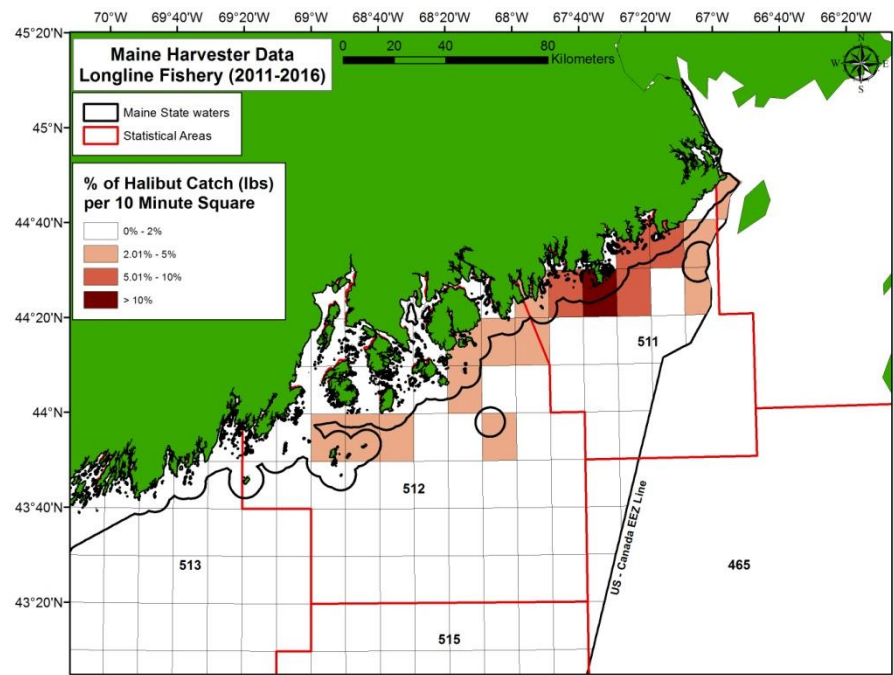 70°W 69°40'W 69°20'W 69°W 68°40'W 68°20'W 68°W 67°40'W 67°20'W 67°W 66°40'W 66°20'W
45°20'N
Maine Harvester Data
Longline Fishery (2011-2016)
0 20 40 80
Kilometers
N
W E
S
Maine State waters
Statistical Areas
45°N
% of Halibut Catch (lbs)
per 10 Minute Square
0% - 2%
2.01% - 5%
5.01% - 10%
> 10%
44°40'N
44°20'N
511
44°N
512
43°40'N
US - Canada EEZ Line
513
465
43°20'N
515